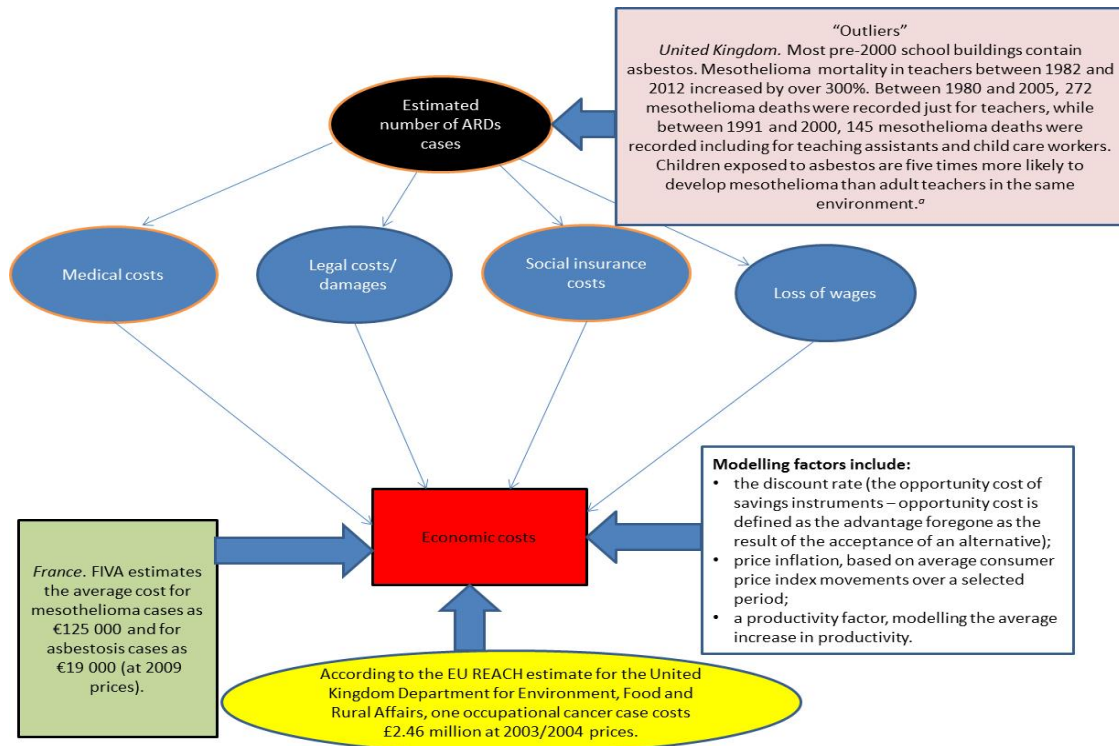 “Outliers”
United Kingdom. Most pre-2000 school buildings contain
asbestos. Mesothelioma mortality in teachers between 1982 and
2012 increased by over 300%. Between 1980 and 2005, 272
mesothelioma deaths were recorded just for teachers, while
between 1991 and 2000, 145 mesothelioma deaths were
recorded including for teaching assistants and child care workers.
Children exposed to asbestos are five times more likely to
develop mesothelioma than adult teachers in the same
environment.a
Estimated
number of ARDs
cases
Medical costs
Legal costs/
damages
Social insurance
costs
Loss of wages
Economic costs
Modelling factors include:
• the discount rate (the opportunity cost of
savings instruments – opportunity cost is
defined as the advantage foregone as the
result of the acceptance of an alternative);
• price inflation, based on average consumer
price index movements over a selected
period;
• a productivity factor, modelling the average
increase in productivity.
France. FIVA estimates
the average cost for
mesothelioma cases as
€125 000 and for
asbestosis cases as
€19 000 (at 2009
prices).
According to the EU REACH estimate for the United
Kingdom Department for Environment, Food and
Rural Affairs, one occupational cancer case costs
£2.46 million at 2003/2004 prices.